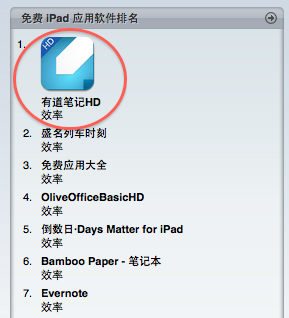 免费 iPad 应用软件排名
1.
HD
有道笔记HD
效率
2. 盛名列车时刻
效率
3. 免费应用大全
效率
4. OliveOfficeBasicHD
效率
5. 倒数日·Days Matter for iPad
效率
6. Bamboo Paper - 笔记本
效率
7. Evernote
效率